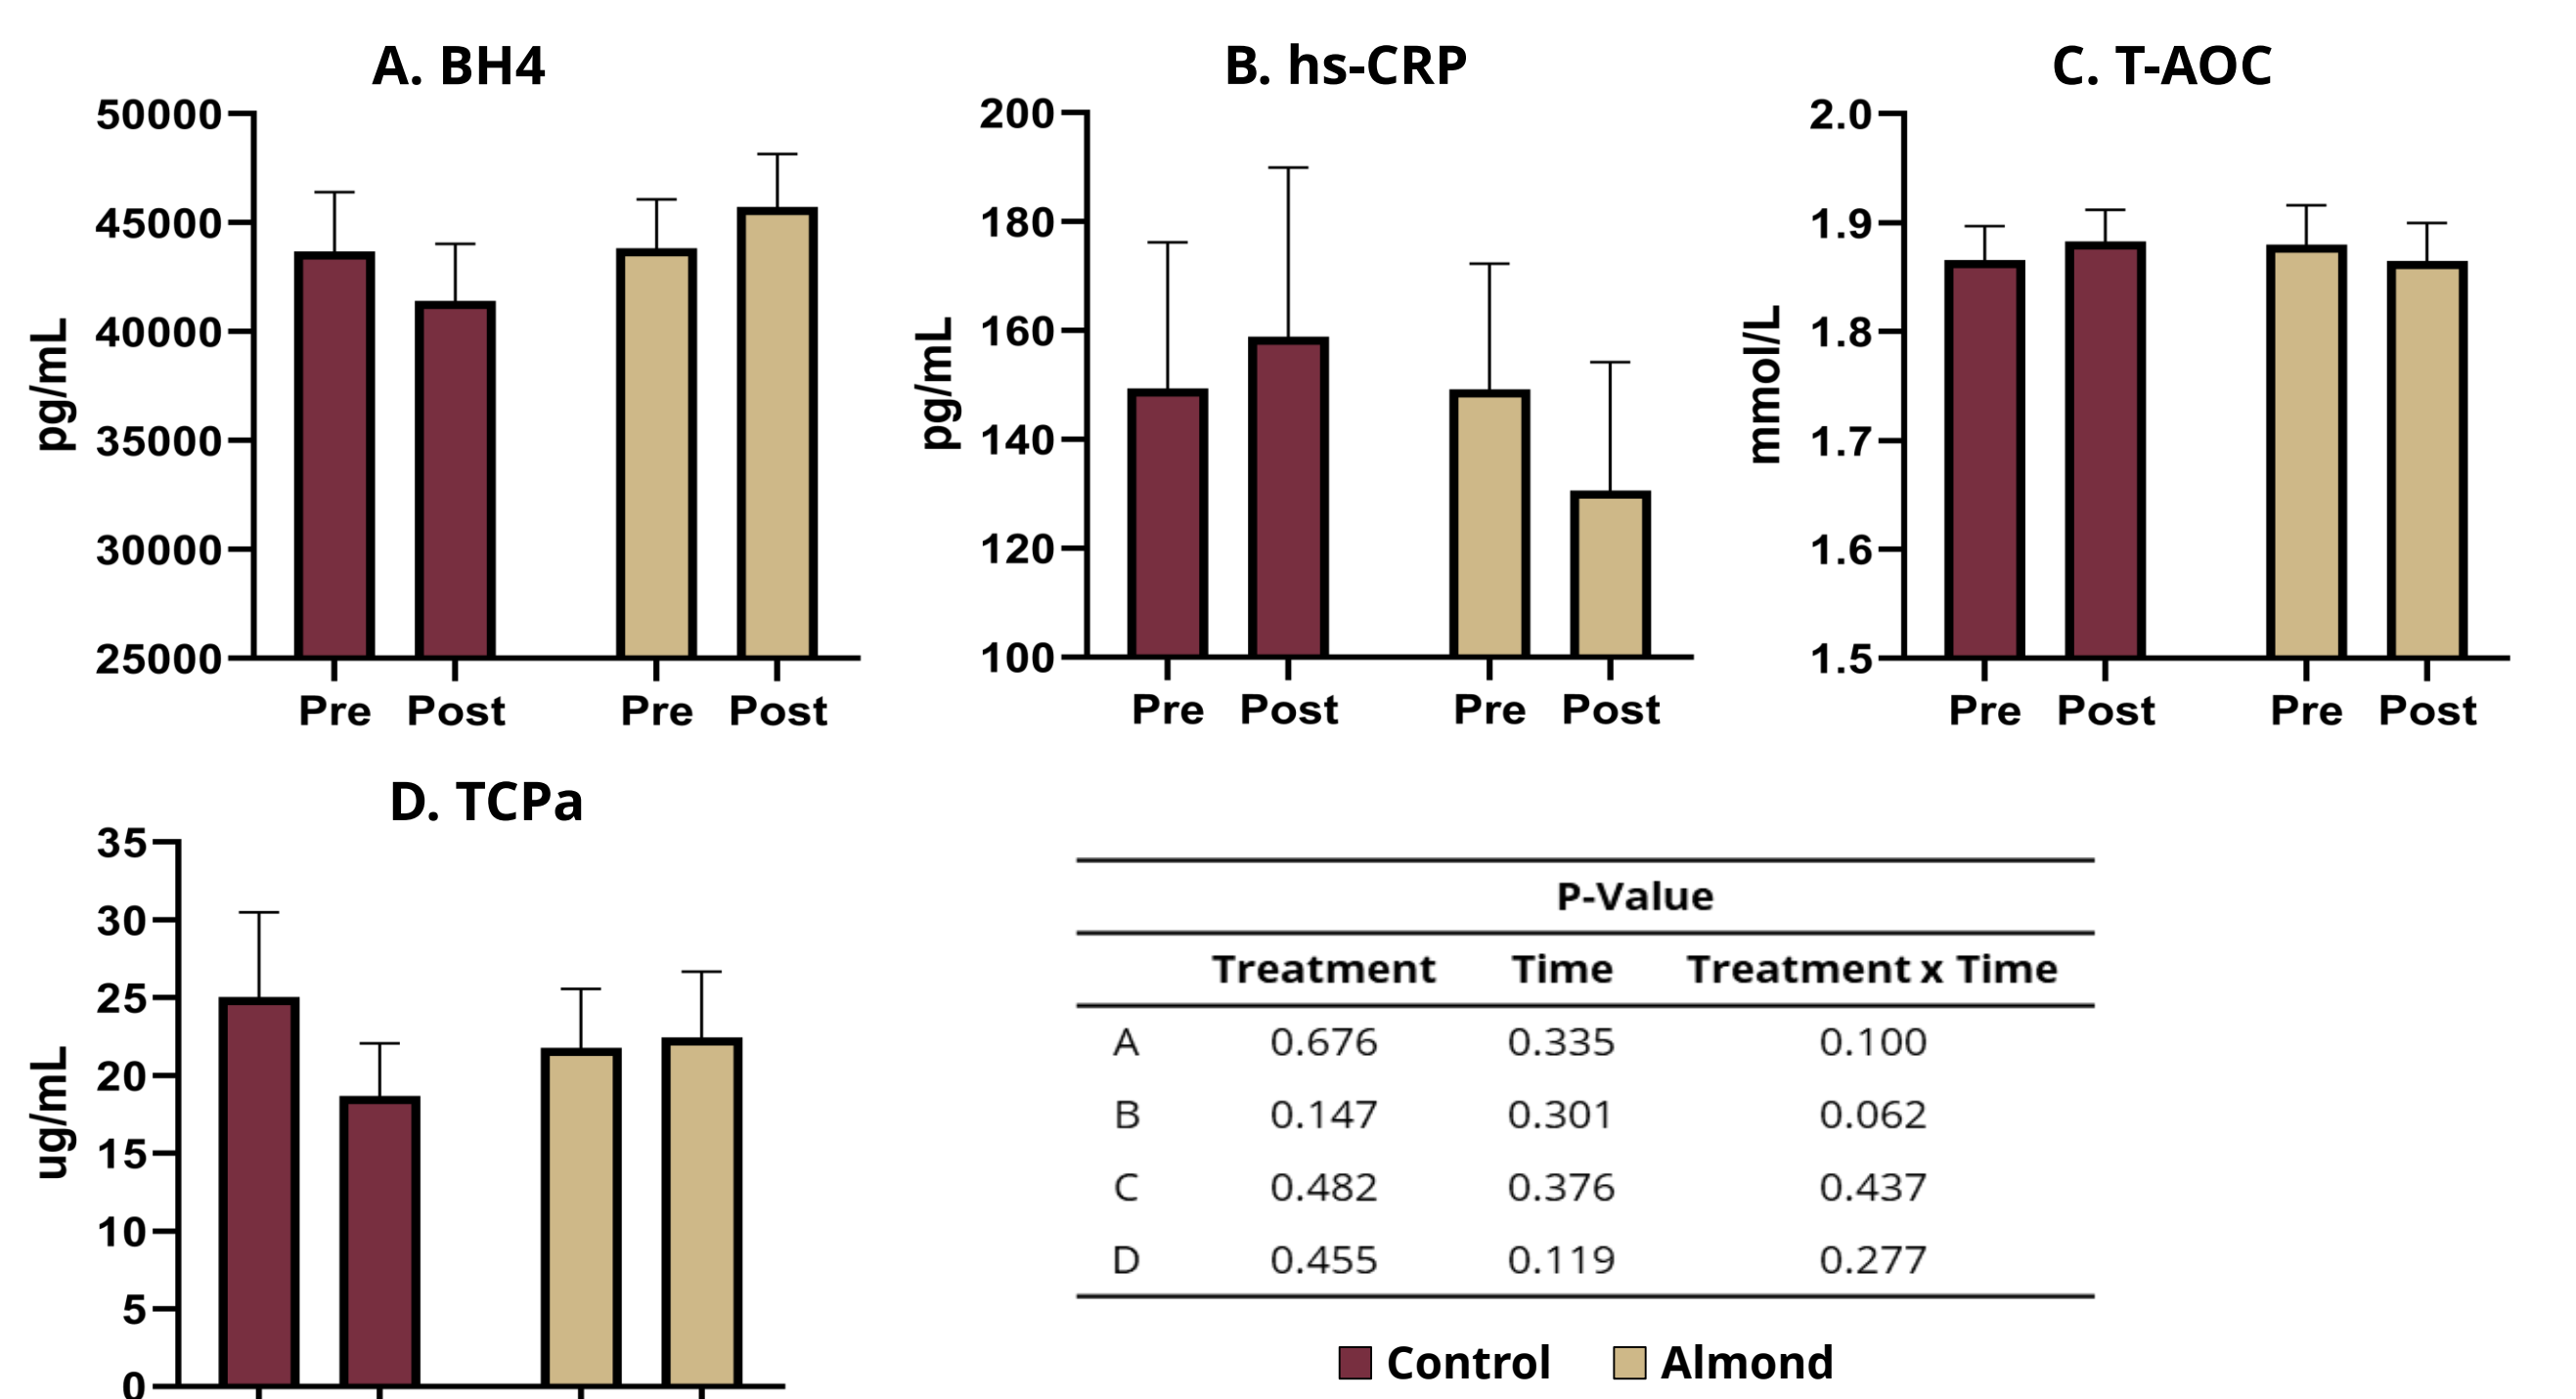 A. BH4
B. hs-CRP
C. T-AOC
50000
45000
40000
35000
30000
25000
pg/mL
Pre Post Pre Post
200
180
160
140
120
100
pg/mL
Pre Post Pre Post
2.0
1.9
1.8
1.7
1.6
1.5
mmol/L
Pre Post Pre Post
D. TCPa
35
30
25
20
15
10
5
0
ug/mL
P-Value
Treatment Time Treatment x Time
A 0.676 0.335 0.100
B 0.147 0.301 0.062
C 0.482 0.376 0.437
D 0.455 0.119 0.277
Control Almond